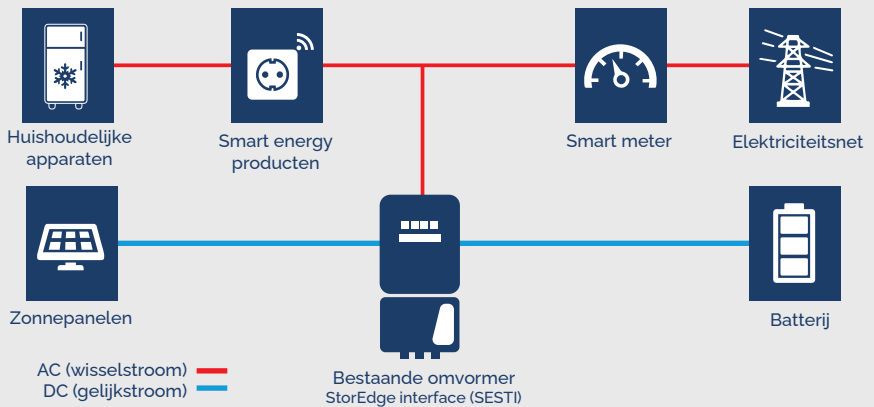 Huishoudelijke
apparaten
Smart energy
producten
Smart meter
Elektriciteitsnet
Zonnepanelen
Batterij
AC (wisselstroom)
DC (gelijkstroom)
Bestaande omvormer
StorEdge interface (SESTI)